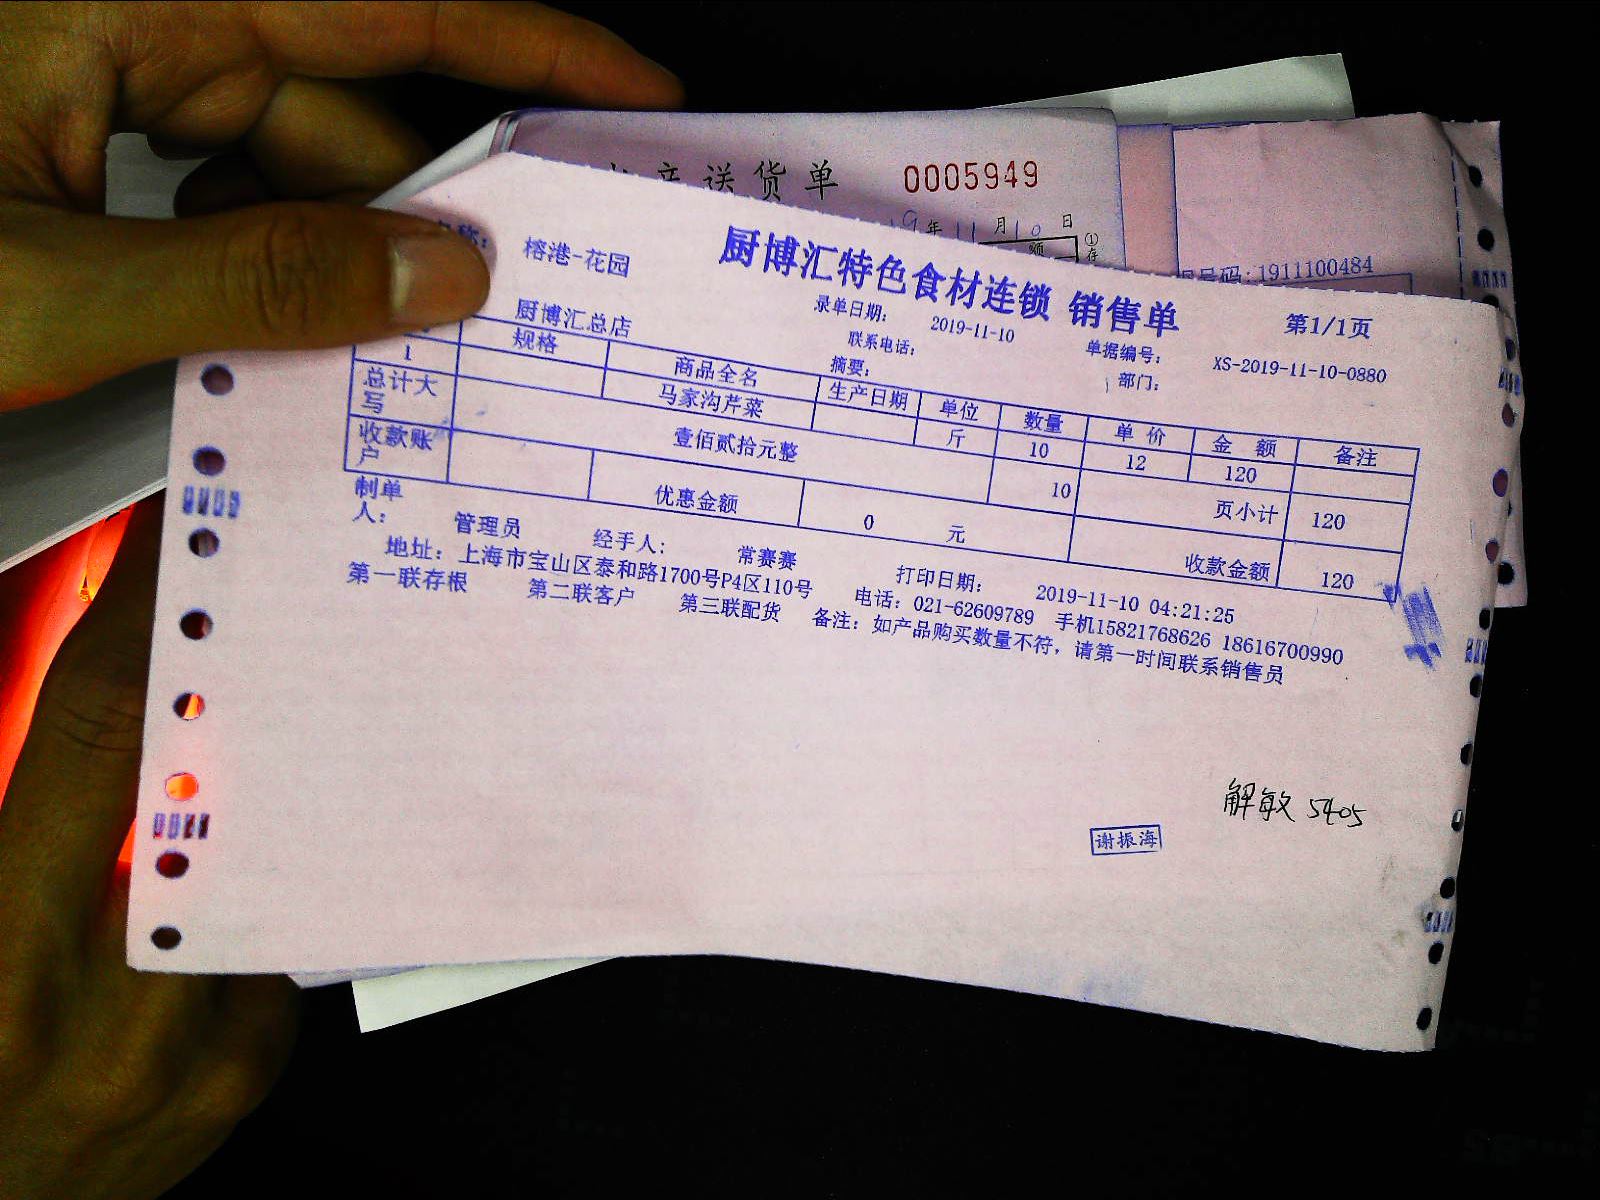 产送货单 0005949
9年11月10日
①存
额
号码:1911100484
厨博汇特色食材连锁 销售单
名称: 榕港-花园 录单日期: 2019-11-10 单据编号: XS-2019-11-10-0880 第1/1页
厨博汇总店 联系电话: 部门:
摘要:
规格 商品全名 生产日期 单位 数量 单 价 金 额 备注
1 马家沟芹菜 斤 10 12 120
总计大写 壹佰贰拾元整 10 页小计 120
收款账户 优惠金额 0 元 收款金额 120
制单人: 管理员 经手人: 常赛赛 打印日期: 2019-11-10 04:21:25
地址: 上海市宝山区泰和路1700号P4区110号 电话: 021-62609789 手机15821768626 18616700990
第一联存根 第二联客户 第三联配货 备注: 如产品购买数量不符, 请第一时间联系销售员
解敏 5405
谢振海